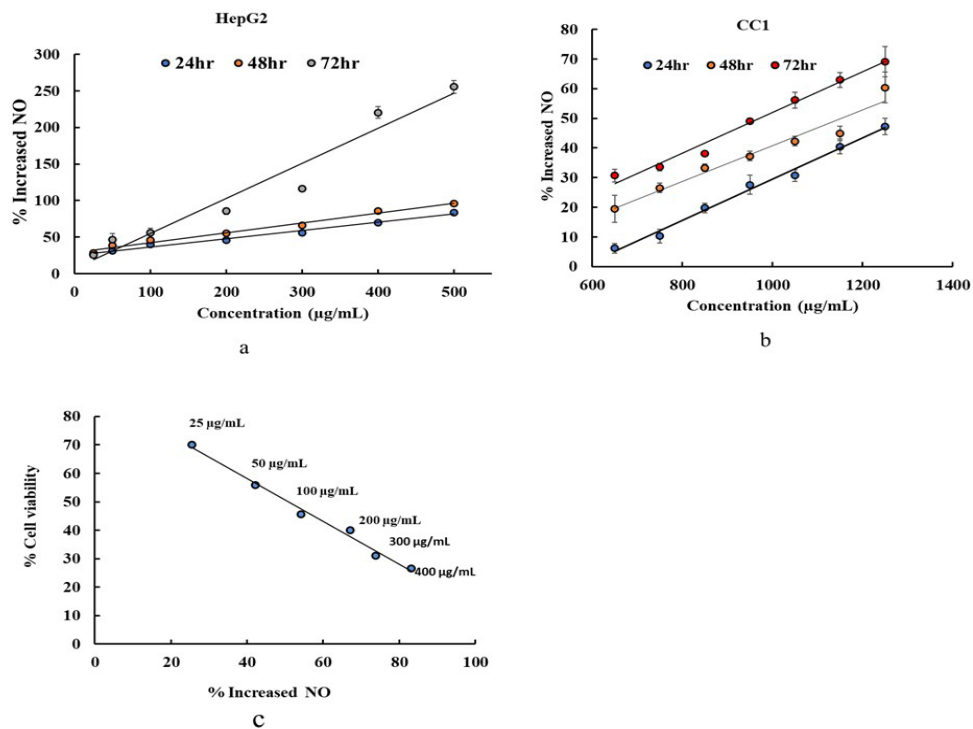 HepG2
24hr 48hr 72hr
% Increased NO
300
250
200
150
100
50
0
0 100 200 300 400 500
Concentration (µg/mL)
a
CC1
24hr 48hr 72hr
% Increased NO
80
70
60
50
40
30
20
10
0
600 800 1000 1200 1400
Concentration (µg/mL)
b
% Cell viability
80
70
60
50
40
30
20
10
0
25 µg/mL
50 µg/mL
100 µg/mL
200 µg/mL
300 µg/mL
400 µg/mL
0 20 40 60 80 100
% Increased NO
c